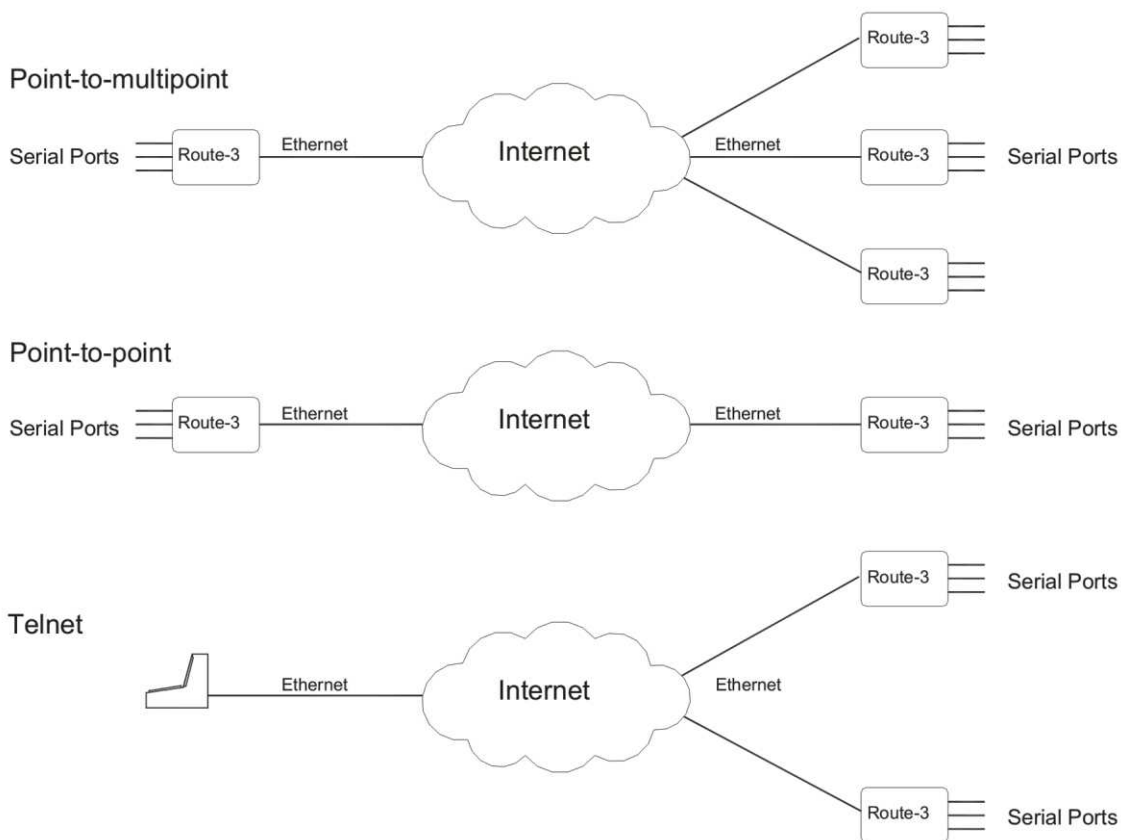 Route-3
Point-to-multipoint
Serial Ports Route-3 Ethernet Internet Ethernet Route-3 Serial Ports
Route-3
Point-to-point
Serial Ports Route-3 Ethernet Internet Ethernet Route-3 Serial Ports
Route-3 Serial Ports
Telnet
Ethernet Internet Ethernet
Route-3 Serial Ports